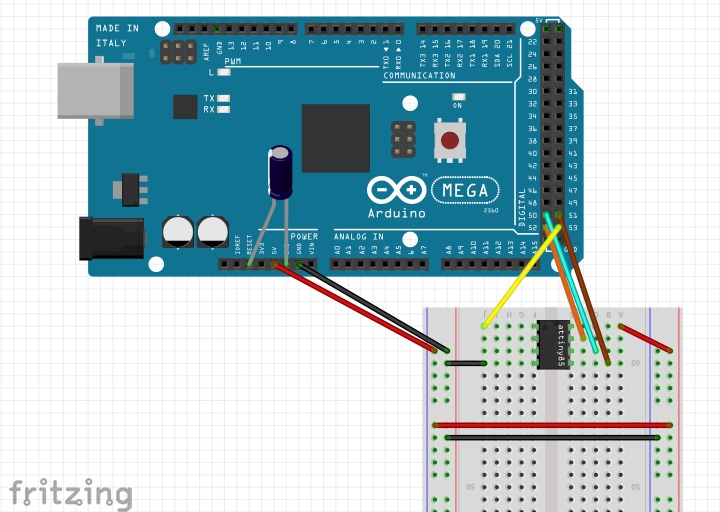 MADE IN
ITALY
AREF
GND
13
12
11
10
9
8
7
6
5
4
3
2
1
0
TX0
RX0
TX3 14
RX3 15
TX2 16
RX2 17
TX1 18
RX1 19
SDA 20
SCL 21
5V
PWM
L
COMMUNICATION
TX
RX
ON
22
24
26
28
30
32
34
36
38
40
42
44
46
48
50
52
31
33
35
37
39
41
43
45
47
49
51
53
GND
DIGITAL
MEGA
2560
TM
Arduino
POWER
ANALOG IN
IOREF
RESET
3V3
5V
GND
VIN
A0
A1
A2
A3
A4
A5
A7
A8
A9
A10
A11
A12
A13
A14
A15
J
H
G
F
B
A
attiny85
60
50
50
fritzing